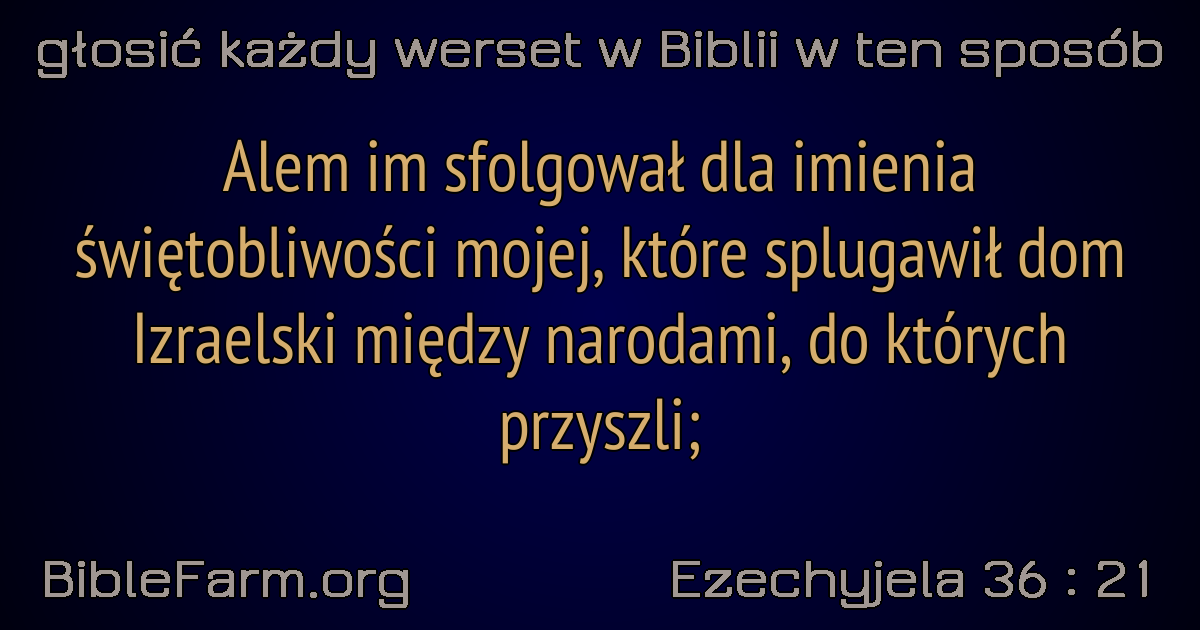 głosić każdy werset w Biblii w ten sposób
Alem im sfolgował dla imienia
świętobliwości mojej, które splugawił dom
Izraelski między narodami, do których
przyszli;
BibleFarm.org
Ezechyjela 36 : 21